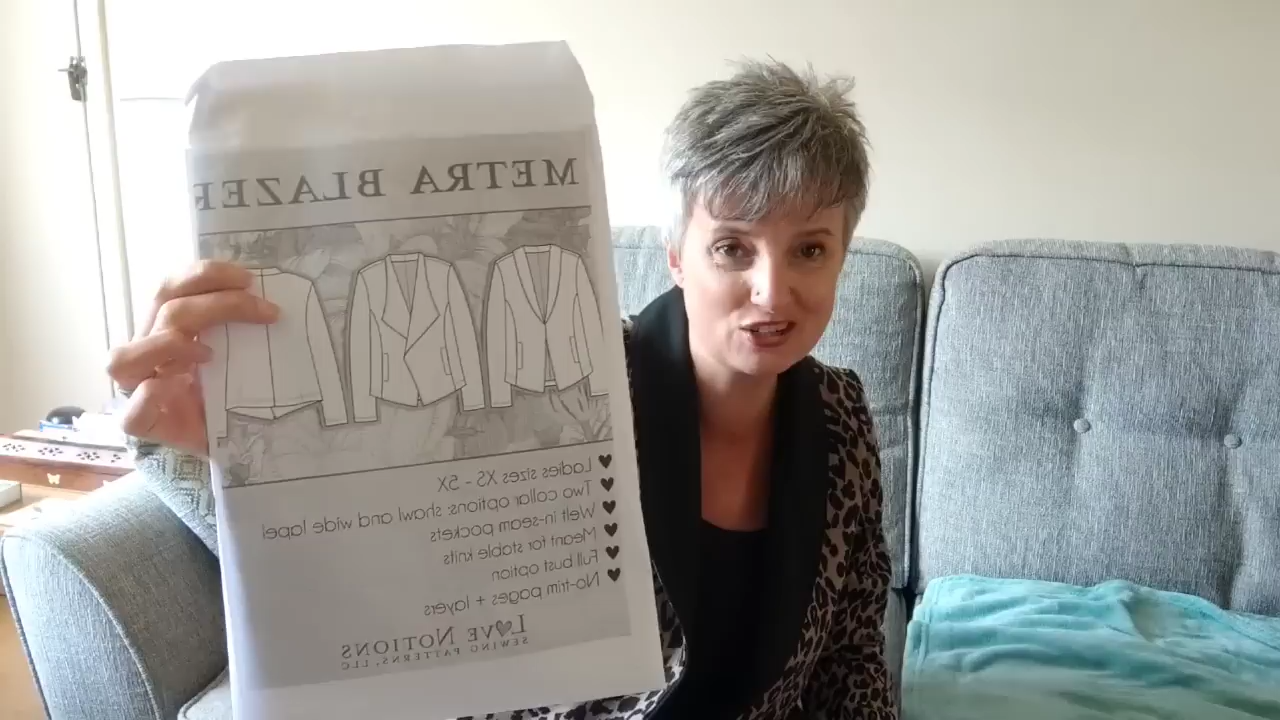 METRA BLAZER
Ladies sizes XS - 5X
Two collar options: shawl and wide lapel
Welt in-seam pockets
Meant for stable knits
Full bust option
No-trim pages + layers
LOVE NOTIONS
SEWING PATTERNS, LLC